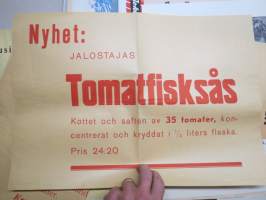 Nyhet:
JALOSTAJAS
Tomatfisksås
Köttet och saften av 35 tomater, kon-
centrerat och kryddat i ½ liters flaska.
Pris 24:20